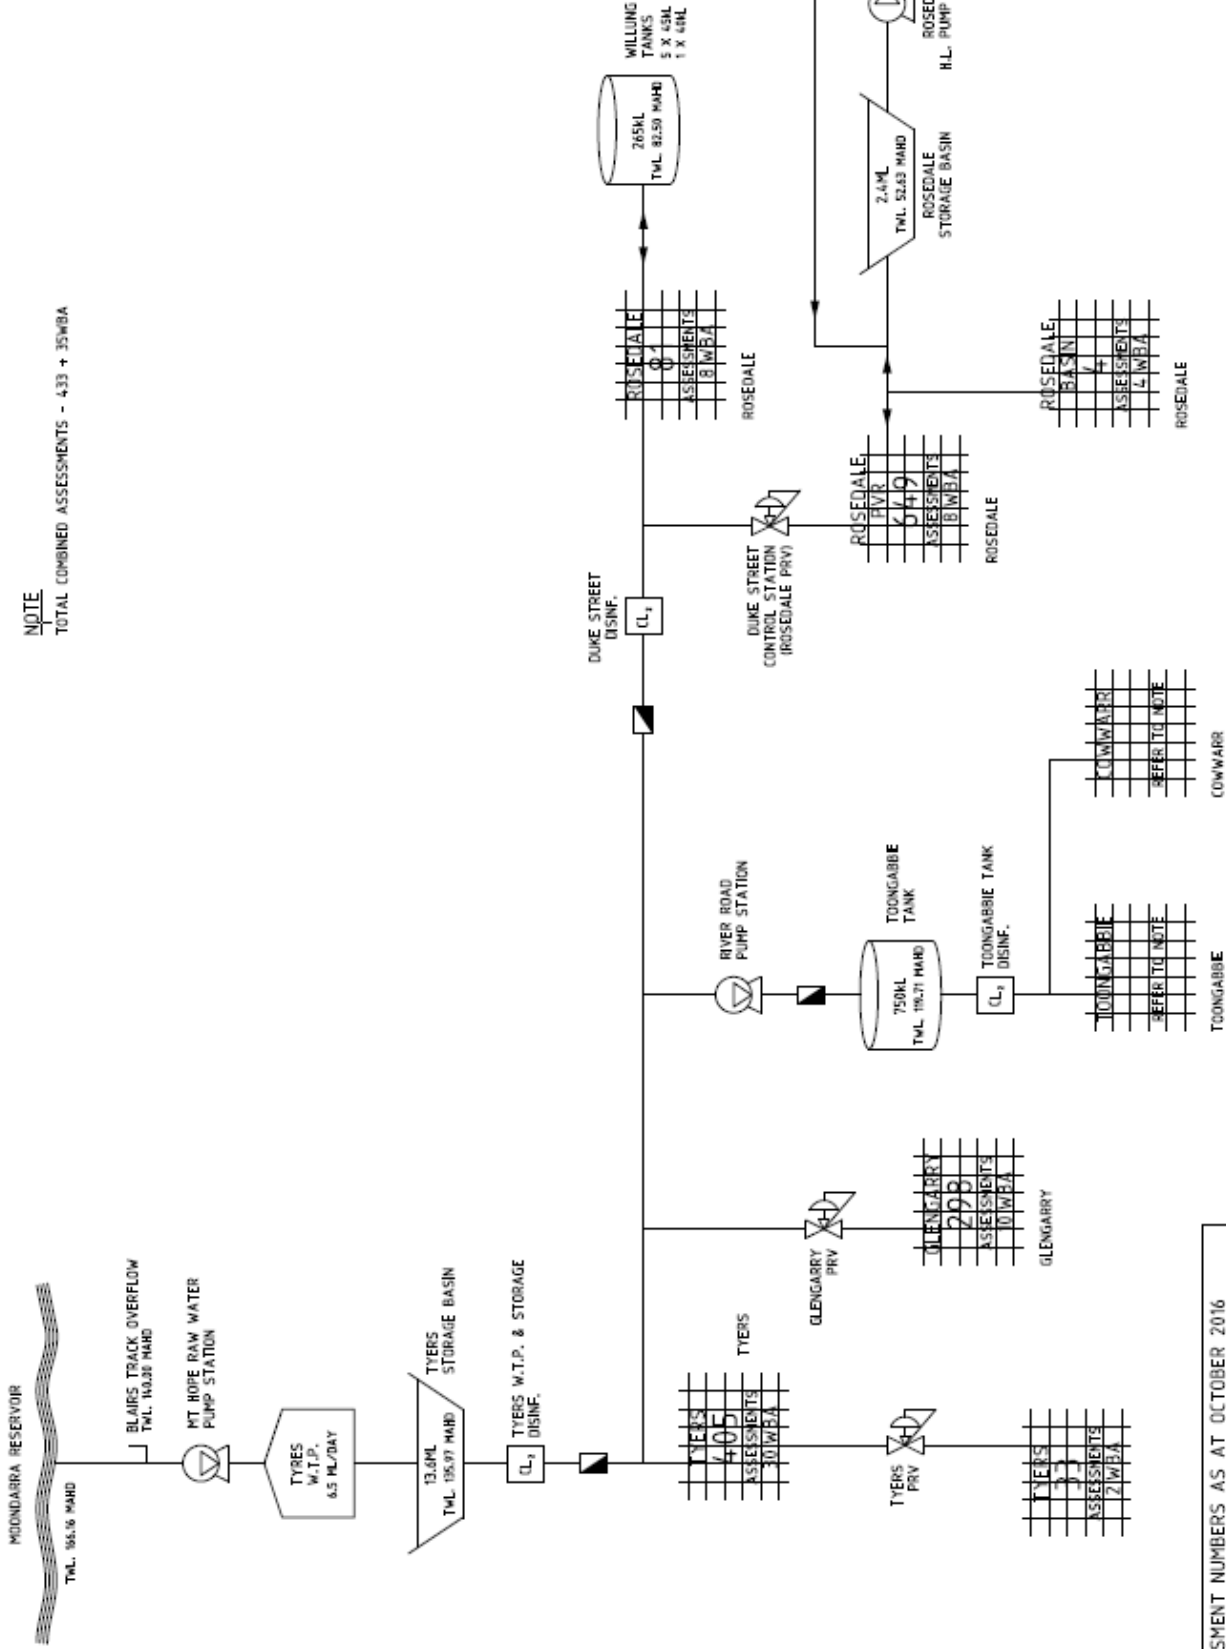 MOONDARRA RESERVOIR
TWL. 166.16 MAHD
BLAIRS TRACK OVERFLOW
TWL. 140.00 MAHD
MT HOPE RAW WATER
PUMP STATION
TYRES
W.T.P.
6.5 ML/DAY
13.6ML
TWL. 135.97 MAHD
TYERS
STORAGE BASIN
CL₂
TYERS W.T.P. & STORAGE
DISINF.
TYERS
405
ASSESSMENTS
30 WBA
TYERS
TYERS
PRV
TYERS
33
ASSESSMENTS
2 WBA
GLENGARRY
PRV
GLENGARRY
298
ASSESSMENTS
10 WBA
GLENGARRY
RIVER ROAD
PUMP STATION
750kL
TWL. 119.71 MAHD
TOONGABBIE
TANK
CL₂
TOONGABBIE TANK
DISINF.
TOONGABBIE
REFER TO NOTE
TOONGABBIE
COWWARR
REFER TO NOTE
COWWARR
NOTE
TOTAL COMBINED ASSESSMENTS - 433 + 35WBA
DUKE STREET
DISINF.
CL₂
DUKE STREET
CONTROL STATION
(ROSEDALE PRV)
ROSEDALE
PVR
649
ASSESSMENTS
8 WBA
ROSEDALE
ROSEDALE
81
ASSESSMENTS
8 WBA
ROSEDALE
WILLUNG
TANKS
5 X 45kL
1 X 40kL
265kL
TWL. 82.50 MAHD
2.4ML
TWL. 52.63 MAHD
ROSEDALE
STORAGE BASIN
ROSED
H.L. PUMP
ROSEDALE
BASIN
4
ASSESSMENTS
4 WBA
ROSEDALE
SMENT NUMBERS AS AT OCTOBER 2016